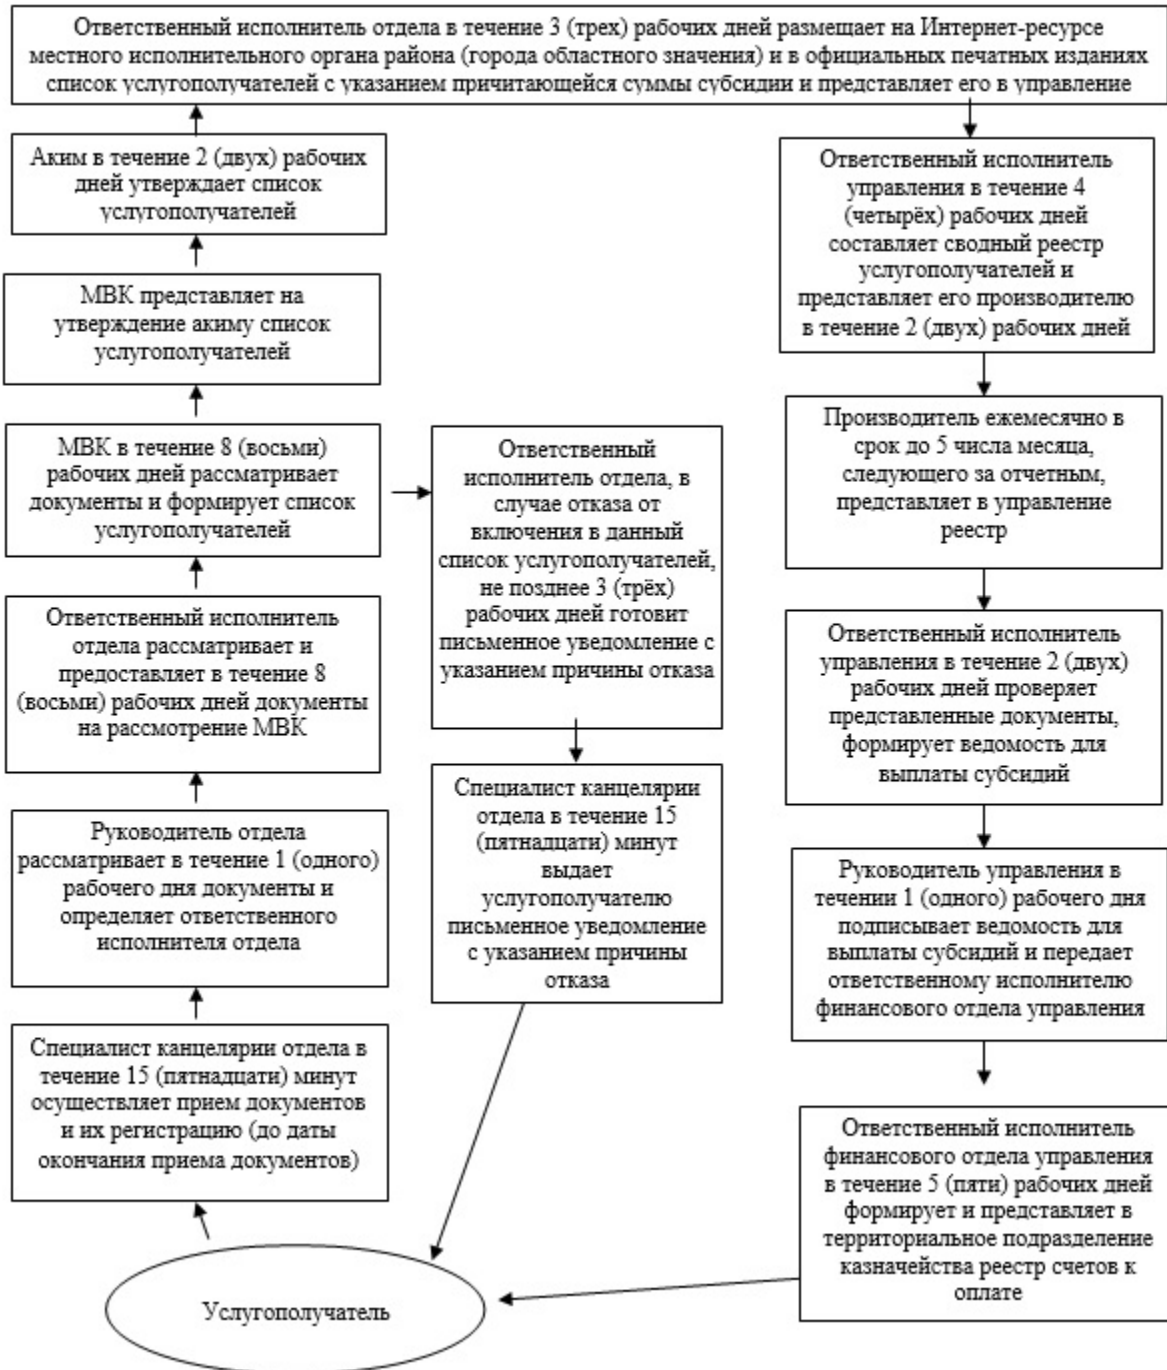 Ответственный исполнитель отдела в течение 3 (трех) рабочих дней размещает на Интернет-ресурсе
местного исполнительного органа района (города областного значения) и в официальных печатных изданиях
список услугополучателей с указанием причитающейся суммы субсидии и представляет его в управление
Аким в течение 2 (двух) рабочих
дней утверждает список
услугополучателей
МВК представляет на
утверждение акиму список
услугополучателей
МВК в течение 8 (восьми)
рабочих дней рассматривает
документы и формирует список
услугополучателей
Ответственный исполнитель
отдела рассматривает и
предоставляет в течение 8
(восьми) рабочих дней документы
на рассмотрение МВК
Руководитель отдела
рассматривает в течение 1 (одного)
рабочего дня документы и
определяет ответственного
исполнителя отдела
Специалист канцелярии отдела в
течение 15 (пятнадцати) минут
осуществляет прием документов
и их регистрацию (до даты
окончания приема документов)
Ответственный
исполнитель отдела, в
случае отказа от
включения в данный
список услугополучателей,
не позднее 3 (трёх)
рабочих дней готовит
письменное уведомление с
указанием причины отказа
Специалист канцелярии
отдела в течение 15
(пятнадцати) минут
выдает
услугополучателю
письменное уведомление
с указанием причины
отказа
Ответственный исполнитель
управления в течение 4
(четырёх) рабочих дней
составляет сводный реестр
услугополучателей и
представляет его производителю
в течение 2 (двух) рабочих дней
Производитель ежемесячно в
срок до 5 числа месяца,
следующего за отчетным,
представляет в управление
реестр
Ответственный исполнитель
управления в течение 2 (двух)
рабочих дней проверяет
представленные документы,
формирует ведомость для
выплаты субсидий
Руководитель управления в
течении 1 (одного) рабочего дня
подписывает ведомость для
выплаты субсидий и передает
ответственному исполнителю
финансового отдела управления
Ответственный исполнитель
финансового отдела управления
в течение 5 (пяти) рабочих дней
формирует и представляет в
территориальное подразделение
казначейства реестр счетов к
оплате
Услугополучатель